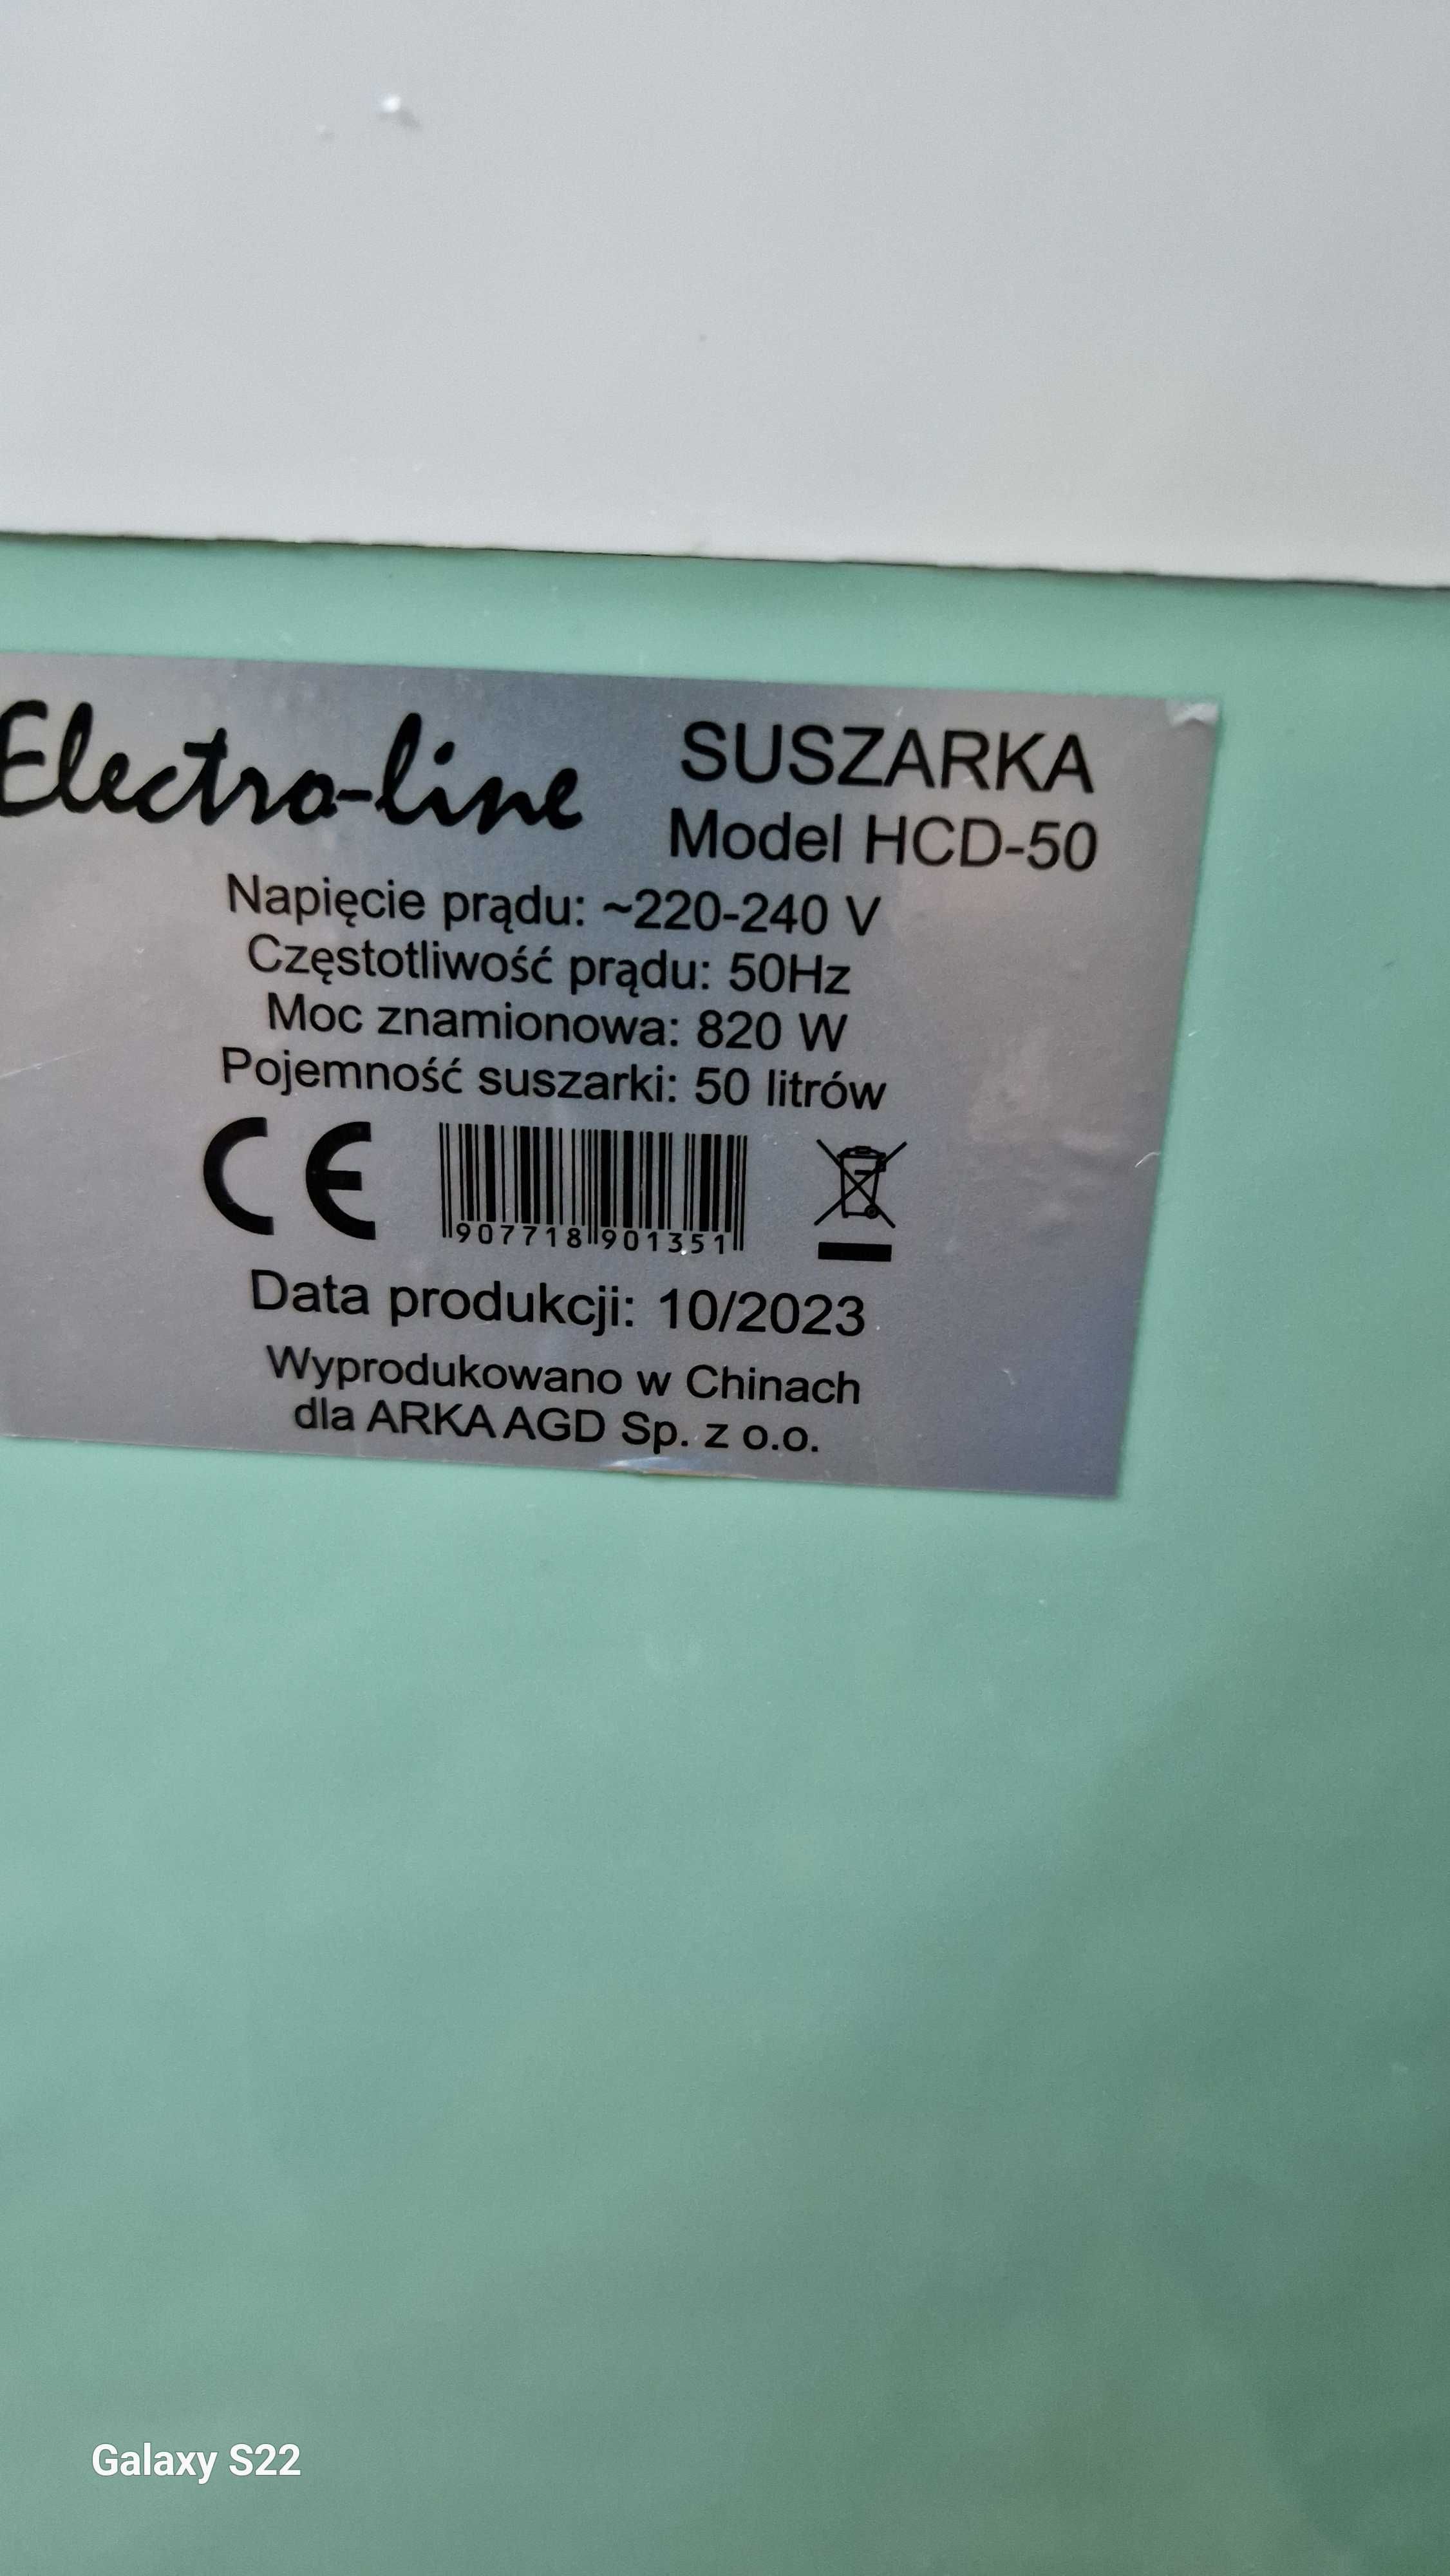 Electro-line
SUSZARKA
Model HCD-50
Napięcie prądu: ~220-240 V
Częstotliwość prądu: 50Hz
Moc znamionowa: 820 W
Pojemność suszarki: 50 litrów
CE
907718 901351
Data produkcji: 10/2023
Wyprodukowano w Chinach
dla ARKA AGD Sp. z o.o.
Galaxy S22